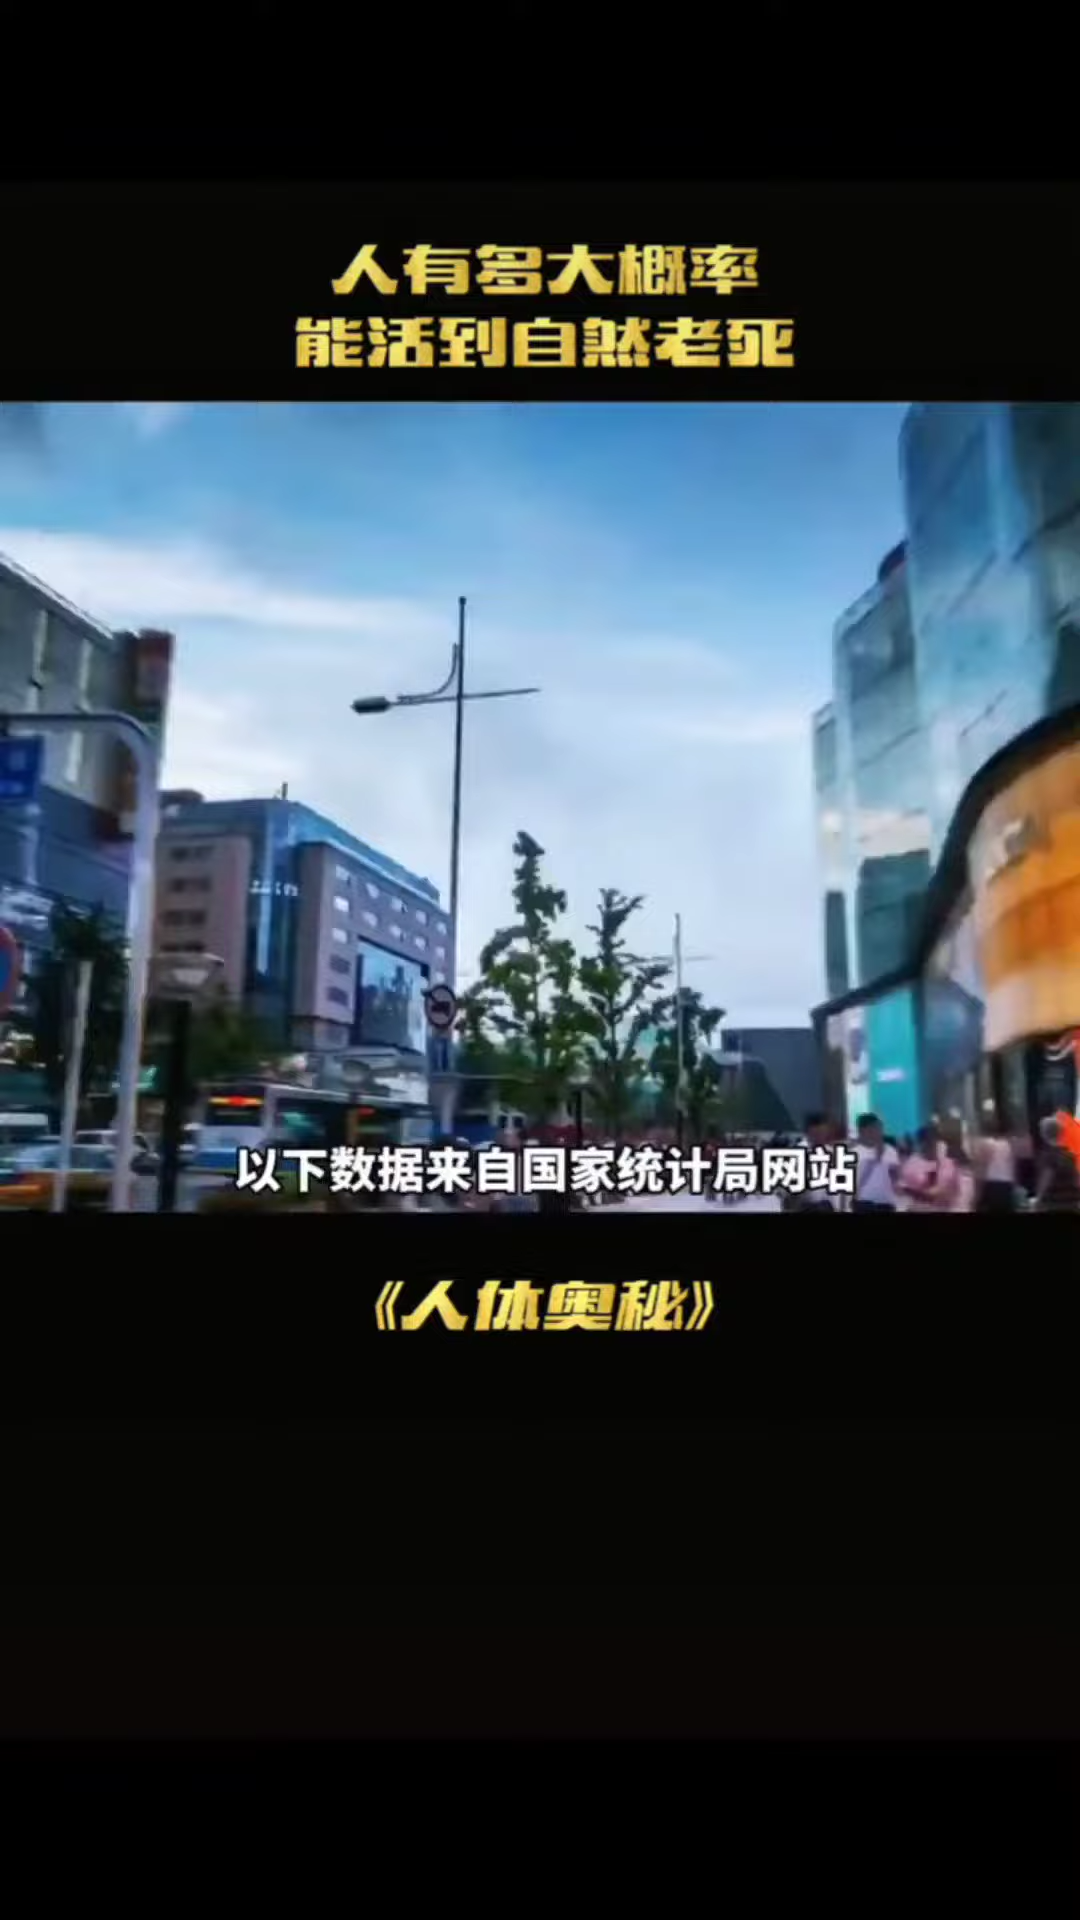 人有多大概率
能活到自然老死
以下数据来自国家统计局网站
《人体奥秘》